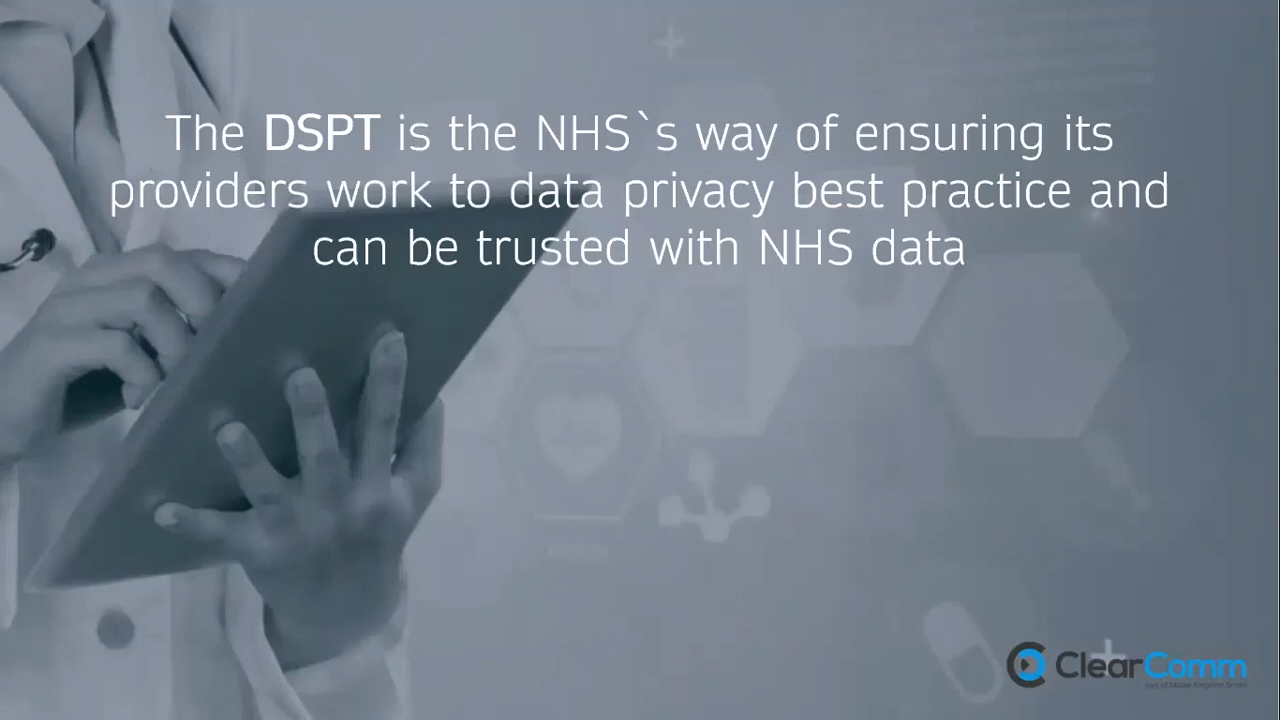 The DSPT is the NHS`s way of ensuring its
providers work to data privacy best practice and
can be trusted with NHS data
ClearComm